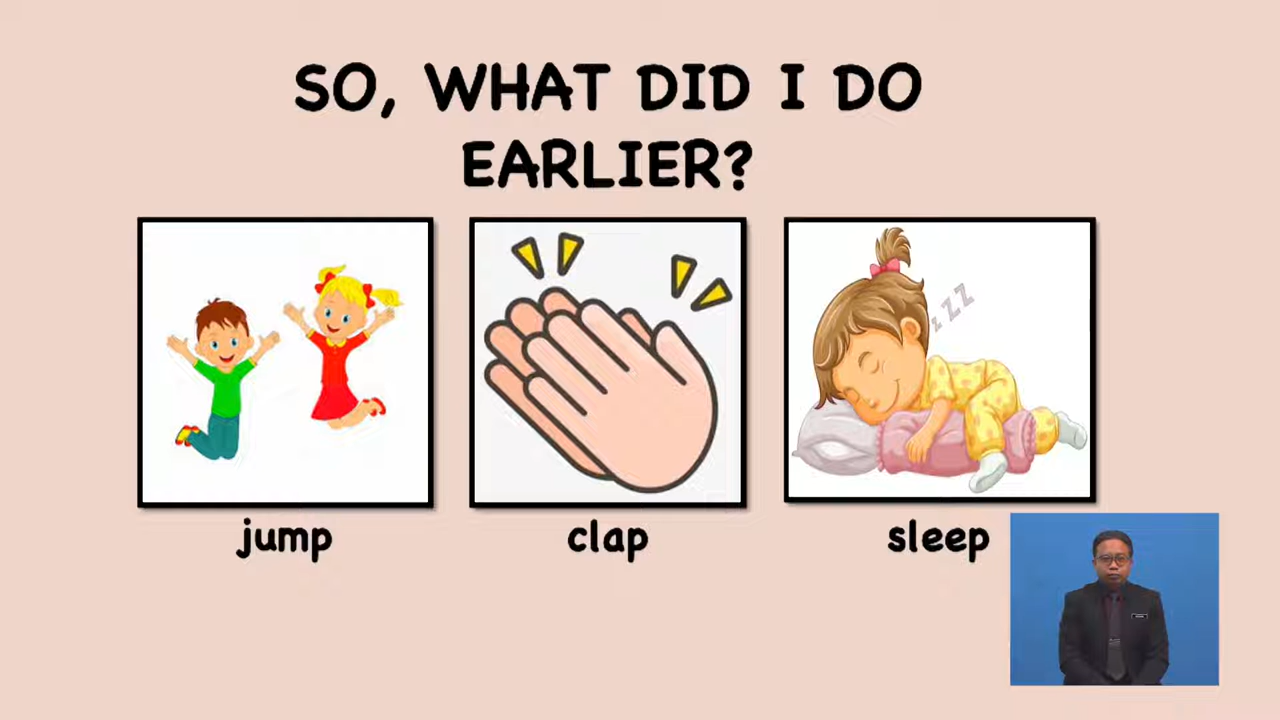 SO, WHAT DID I DO
EARLIER?
z Z Z
jump
clap
sleep